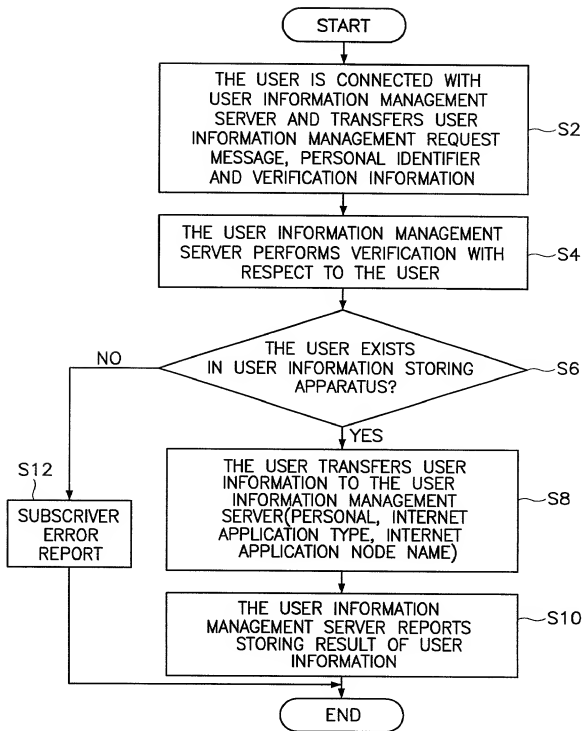 START
THE USER IS CONNECTED WITH
USER INFORMATION MANAGEMENT
SERVER AND TRANSFERS USER
INFORMATION MANAGEMENT REQUEST
MESSAGE, PERSONAL IDENTIFIER
AND VERIFICATION INFORMATION
S2
THE USER INFORMATION MANAGEMENT
SERVER PERFORMS VERIFICATION WITH
RESPECT TO THE USER
S4
THE USER EXISTS
IN USER INFORMATION STORING
APPARATUS?
S6
NO
YES
S12
SUBSCRIVER
ERROR
REPORT
THE USER TRANSFERS USER
INFORMATION TO THE USER
INFORMATION MANAGEMENT
SERVER(PERSONAL, INTERNET
APPLICATION TYPE, INTERNET
APPLICATION NODE NAME)
S8
THE USER INFORMATION
MANAGEMENT SERVER REPORTS
STORING RESULT OF USER
INFORMATION
S10
END